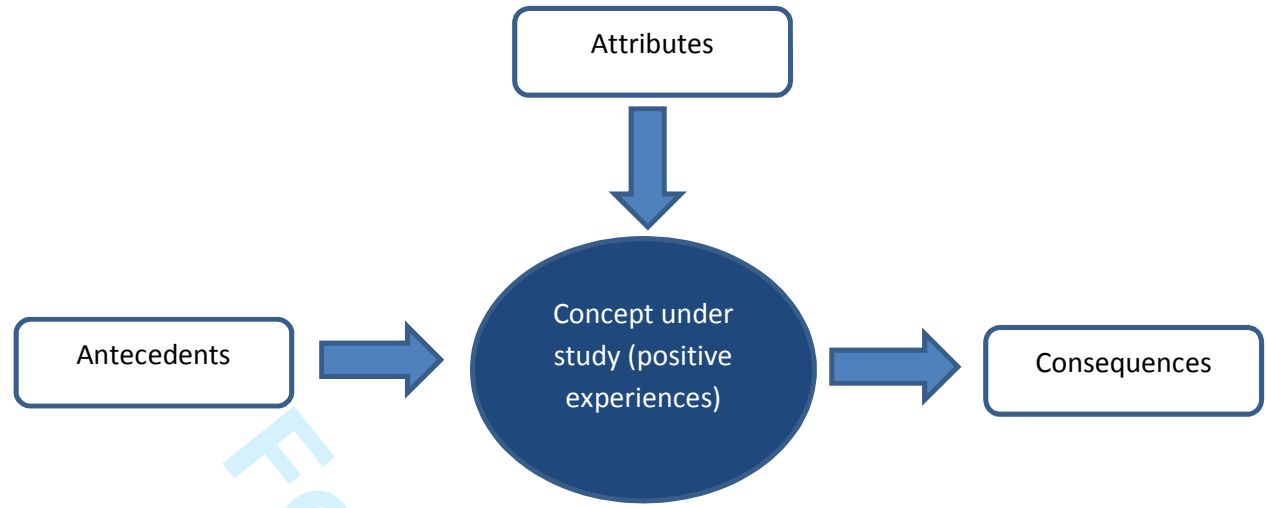 Attributes
Antecedents
Concept under
study (positive
experiences)
Consequences